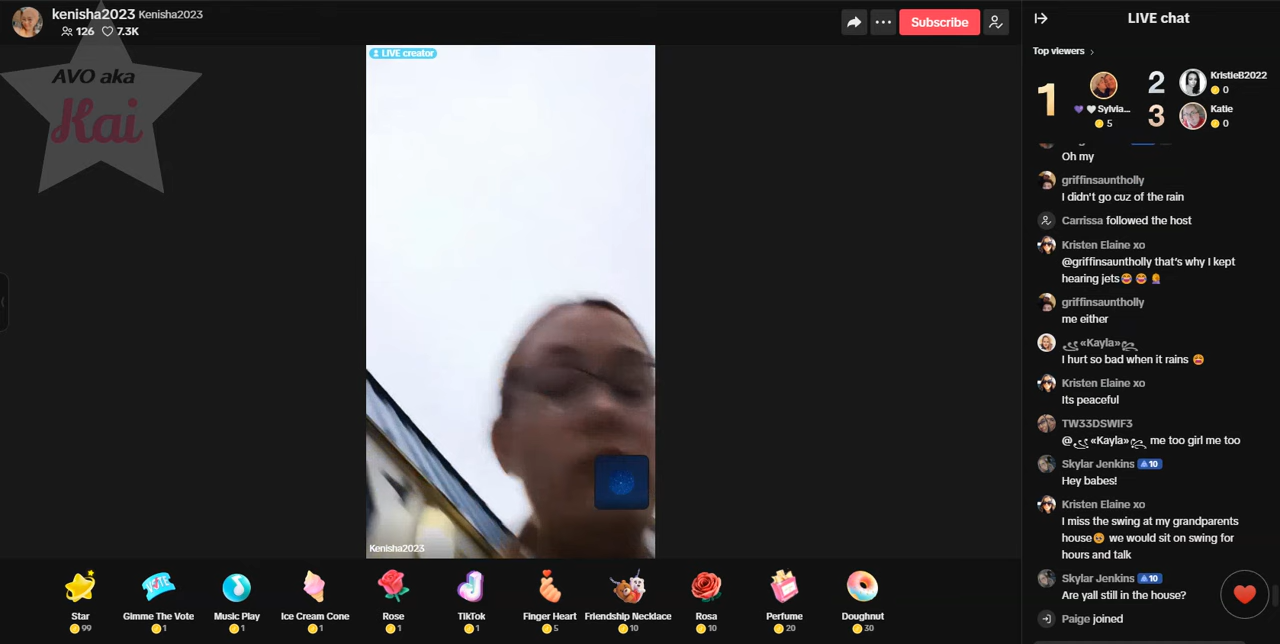 kenisha2023 Kenisha2023
126 7.3K
Subscribe
AVO aka
Kai
LIVE creator
Kenisha2023
Star
99
Gimme The Vote
1
Music Play
1
Ice Cream Cone
1
Rose
1
TikTok
1
Finger Heart
5
Friendship Necklace
10
Rosa
10
Perfume
20
Doughnut
30
LIVE chat
Top viewers
1
Sylvia...
5
2
KristieB2022
0
3
Katie
0
Oh my
griffinsauntholly
I didn't go cuz of the rain
Carrissa followed the host
Kristen Elaine xo
@griffinsauntholly that's why I kept
hearing jets😂😂🤦‍♀️
griffinsauntholly
me either
«Kayla»
I hurt so bad when it rains 😩
Kristen Elaine xo
Its peaceful
TW33DSWIF3
@«Kayla» me too girl me too
Skylar Jenkins 10
Hey babes!
Kristen Elaine xo
I miss the swing at my grandparents
house🥺 we would sit on swing for
hours and talk
Skylar Jenkins 10
Are yall still in the house?
Paige joined